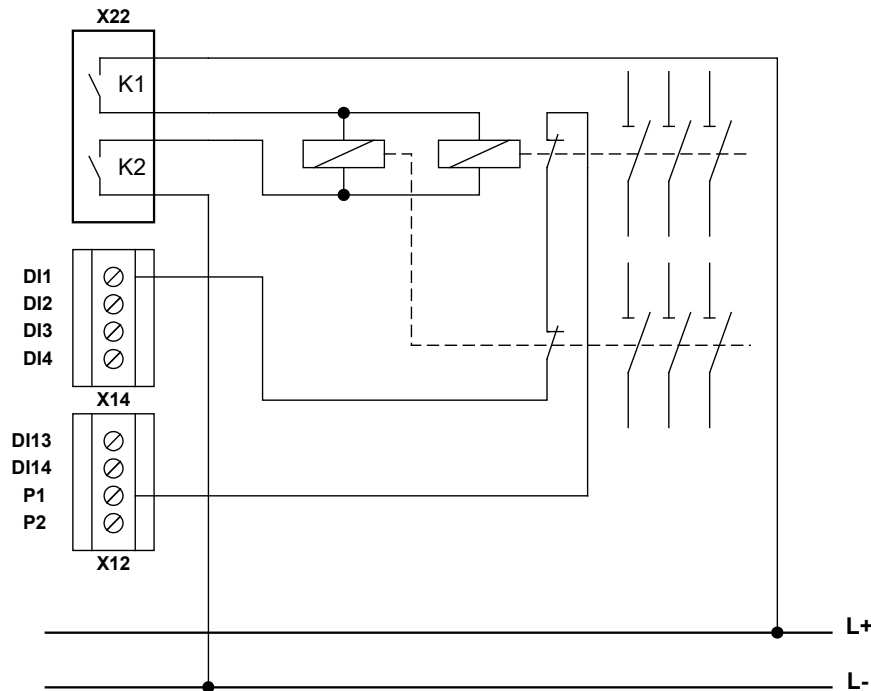 X22
K1
K2
DI1
DI2
DI3
DI4
X14
DI13
DI14
P1
P2
X12
L+
L-